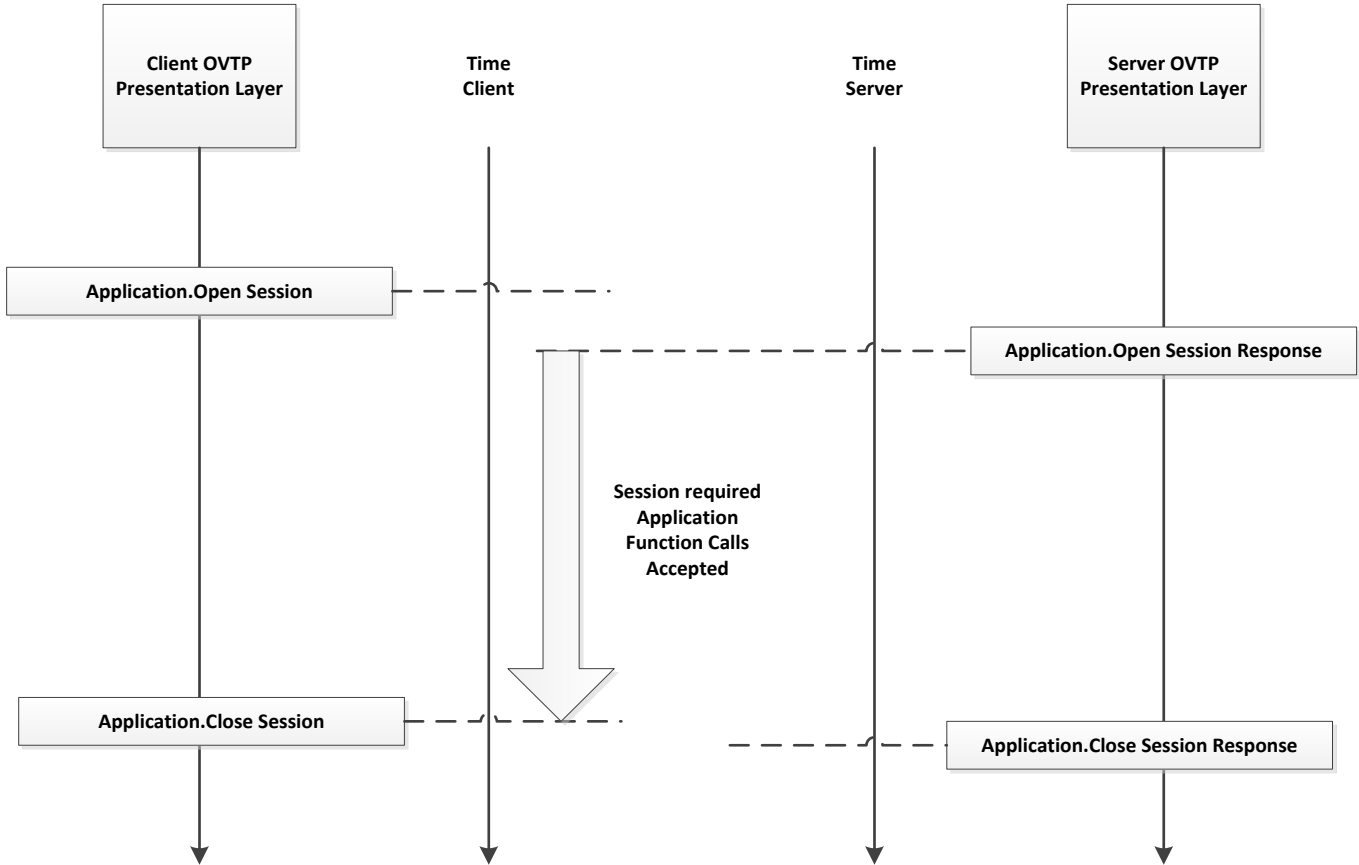 Client OVTP
Presentation Layer
Time
Client
Time
Server
Server OVTP
Presentation Layer
Application.Open Session
Application.Open Session Response
Session required
Application
Function Calls
Accepted
Application.Close Session
Application.Close Session Response